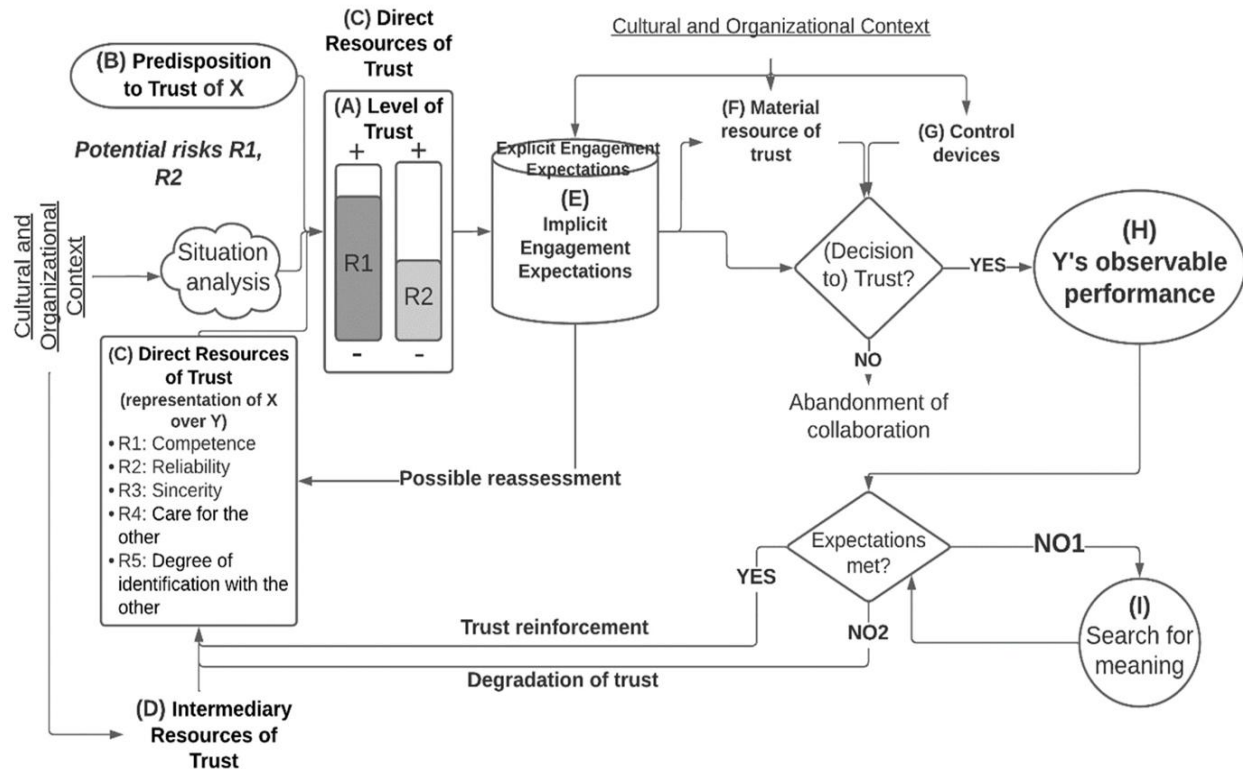 Cultural and Organizational Context
(C) Direct
Resources of
Trust
(B) Predisposition
to Trust of X
(A) Level of
Trust
+ +
R1
R2
- -
Potential risks R1,
R2
Cultural and
Organizational
Context
Situation
analysis
Explicit Engagement
Expectations
(E)
Implicit
Engagement
Expectations
(F) Material
resource of
trust
(G) Control
devices
(Decision
to) Trust?
YES
NO
Abandonment of
collaboration
(H)
Y's observable
performance
(C) Direct Resources
of Trust
(representation of X
over Y)
• R1: Competence
• R2: Reliability
• R3: Sincerity
• R4: Care for the
other
• R5: Degree of
identification with the
other
Possible reassessment
Expectations
met?
YES
NO1
NO2
(I)
Search for
meaning
Trust reinforcement
Degradation of trust
(D) Intermediary
Resources of
Trust